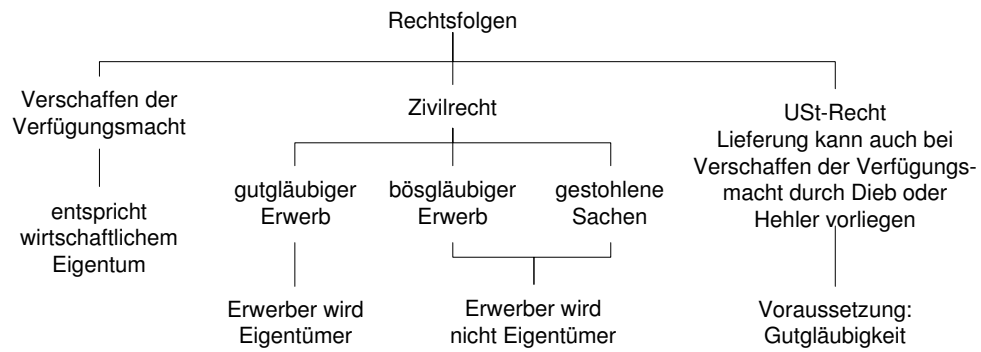 Rechtsfolgen
Verschaffen der
Verfügungsmacht
entspricht
wirtschaftlichem
Eigentum
Zivilrecht
gutgläubiger
Erwerb
bösgläubiger
Erwerb
gestohlene
Sachen
Erwerber wird
Eigentümer
Erwerber wird
nicht Eigentümer
USt-Recht
Lieferung kann auch bei
Verschaffen der Verfügungs-
macht durch Dieb oder
Hehler vorliegen
Voraussetzung:
Gutgläubigkeit